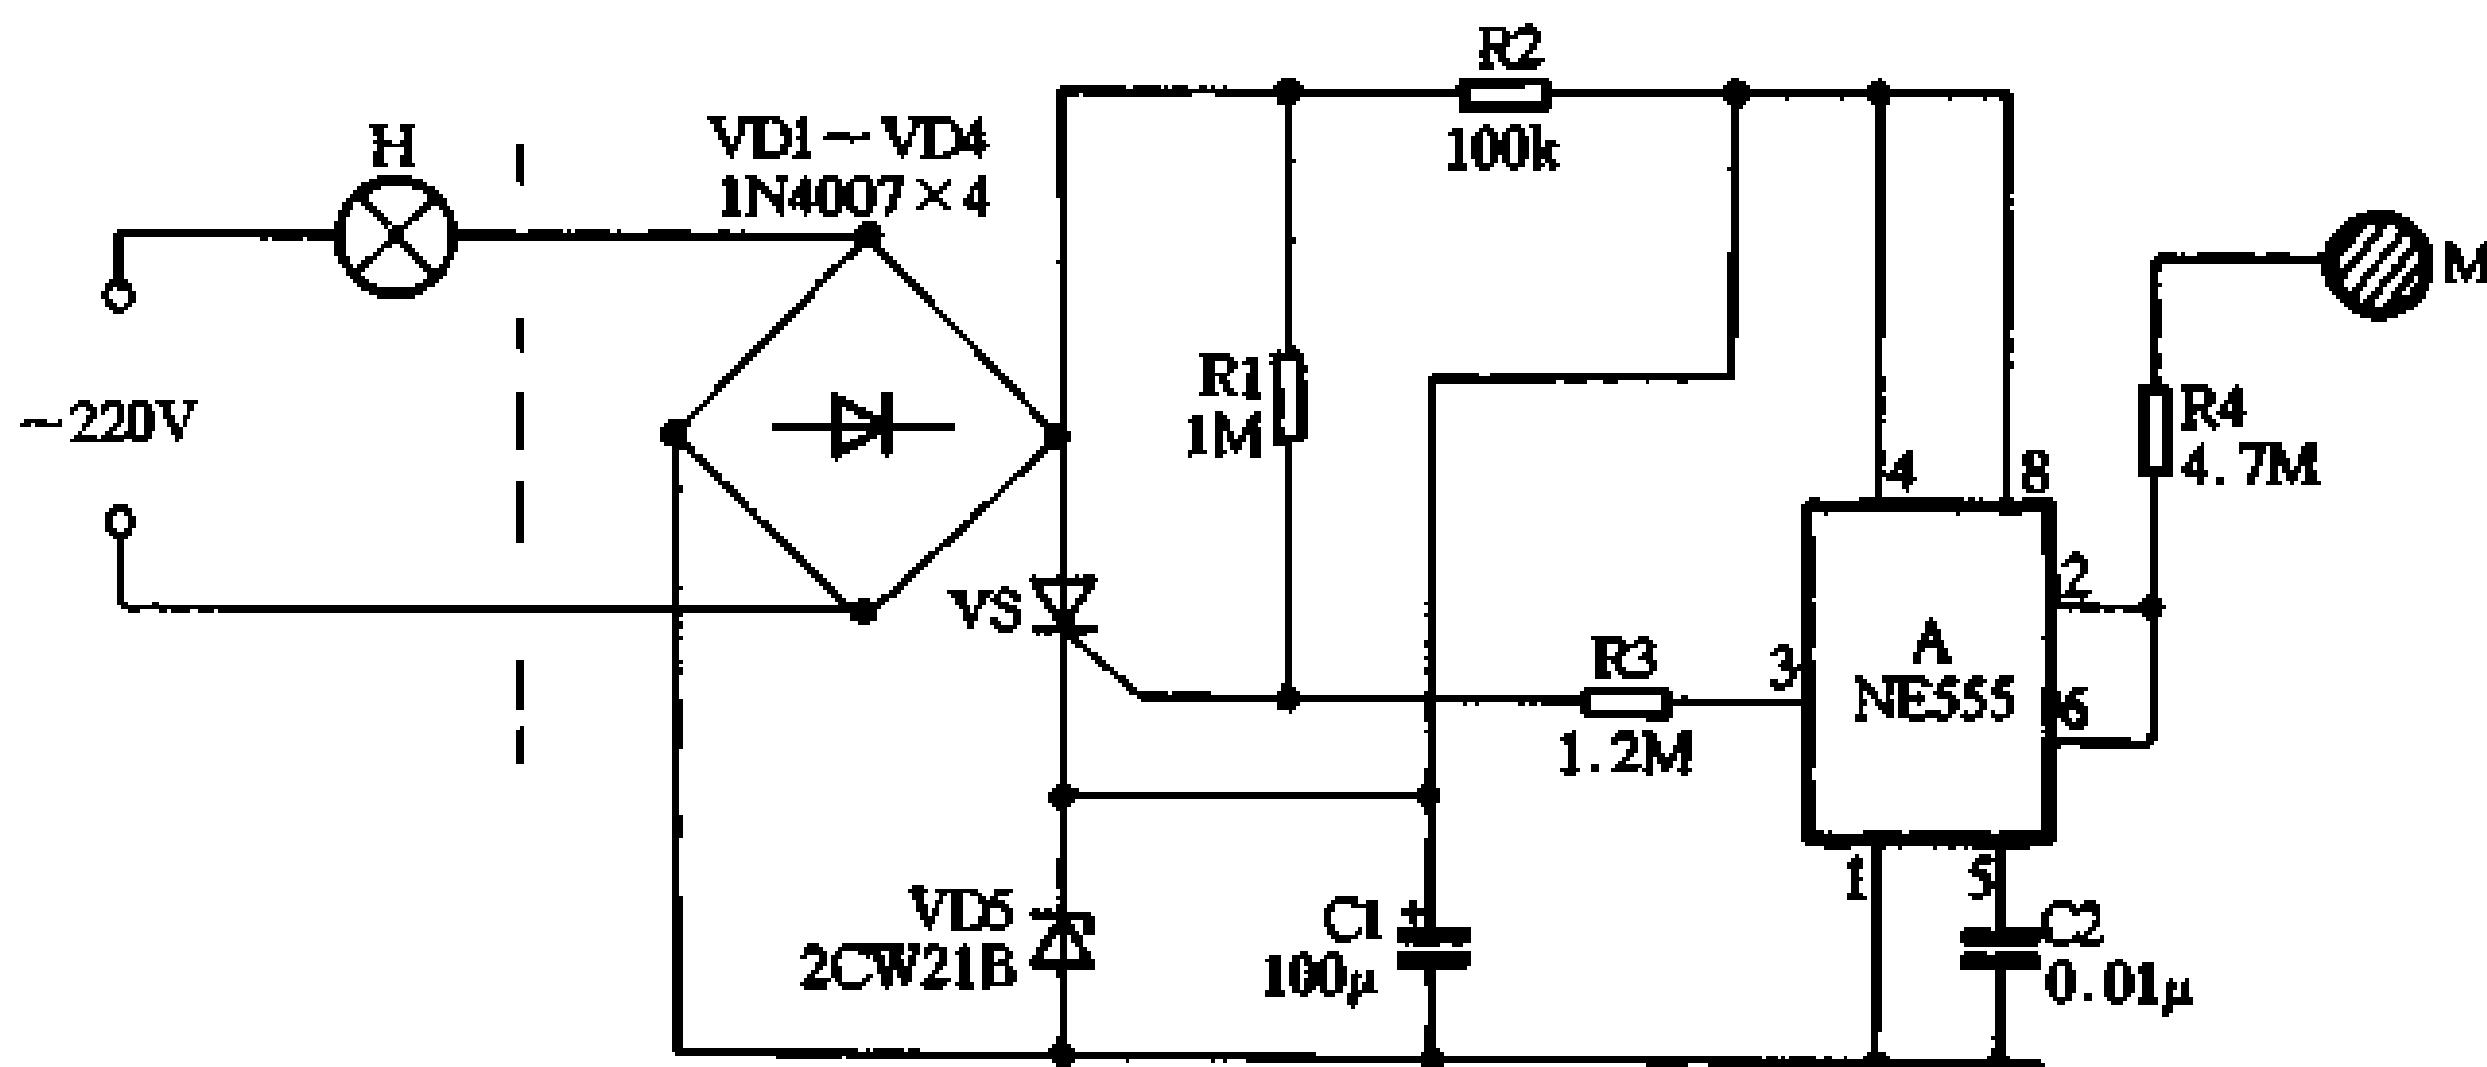 R2
100k
H
VD1～VD4
1N4007×4
M
R1
1M
R4
4.7M
～220V
4
8
VS
2
A
NE555
R3
1.2M
3
6
1
5
VD5
2CW21B
C1
+
100μ
C2
0.01μ